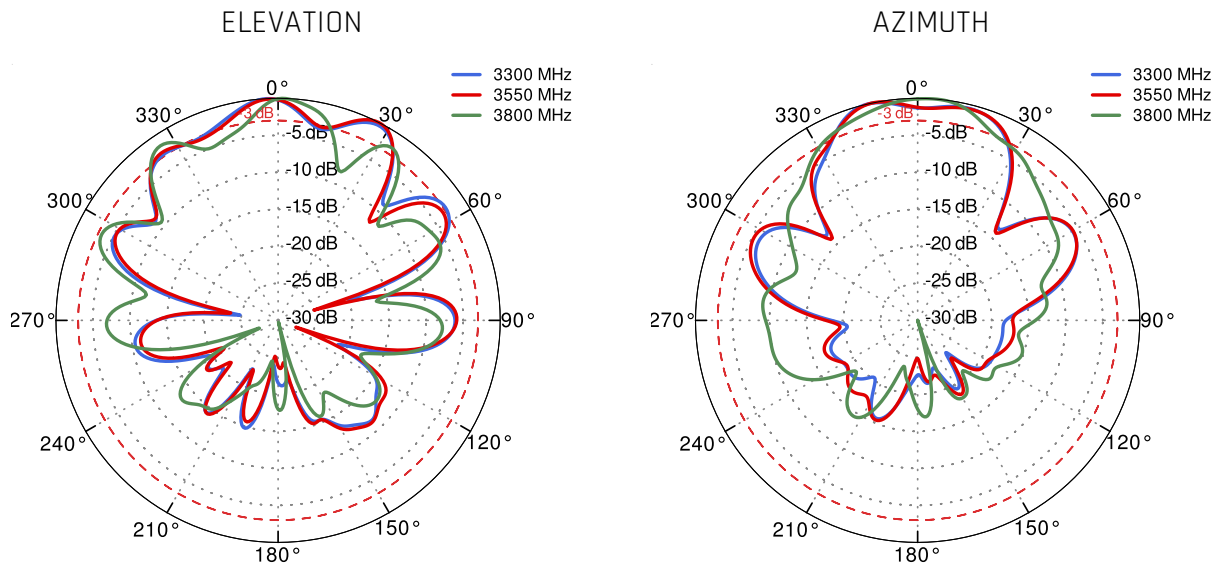 ELEVATION
3300 MHz
3550 MHz
3800 MHz
0°
330°
30°
-3 dB
-5 dB
-10 dB
300°
60°
-15 dB
-20 dB
-25 dB
270°
-30 dB
90°
240°
120°
210°
150°
180°
AZIMUTH
3300 MHz
3550 MHz
3800 MHz
0°
330°
30°
-3 dB
-5 dB
-10 dB
300°
60°
-15 dB
-20 dB
-25 dB
270°
-30 dB
90°
240°
120°
210°
150°
180°